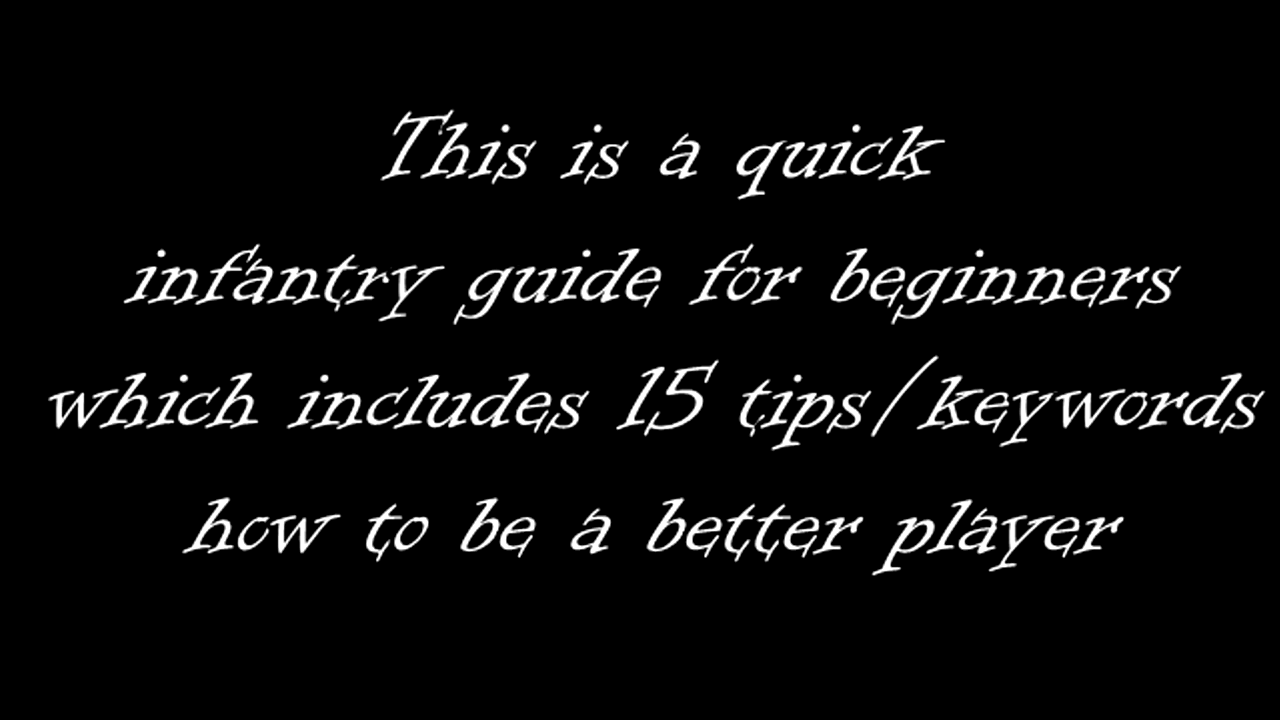 This is a quick
infantry guide for beginners
which includes 15 tips/keywords
how to be a better player